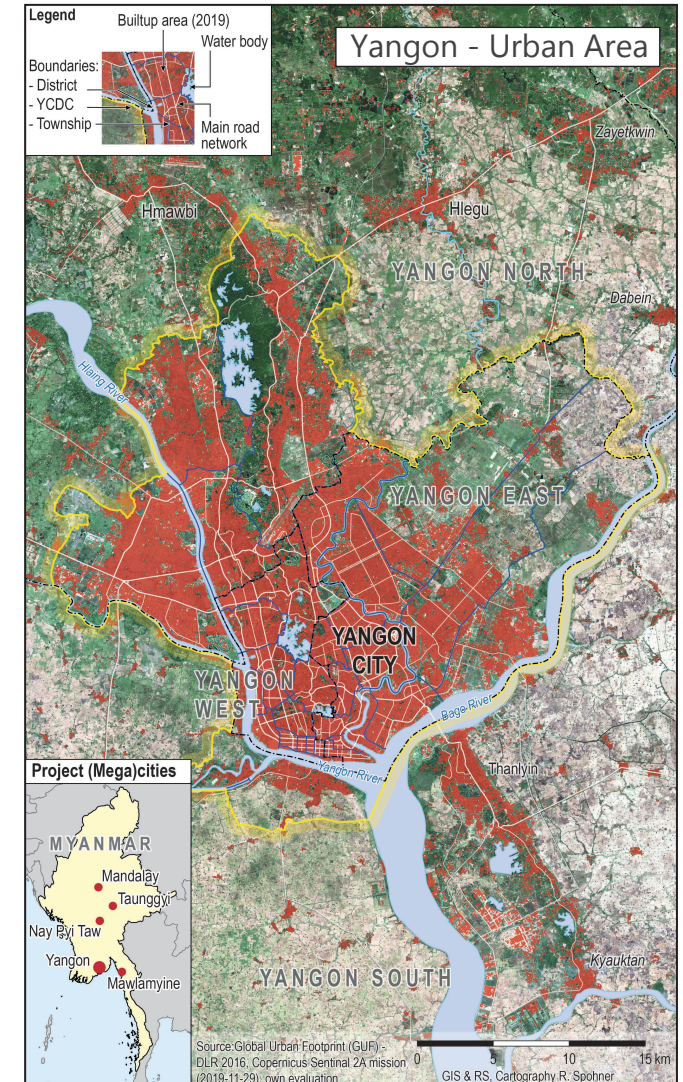 Legend
Builtup area (2019)
Water body
Boundaries:
- District
- YCDC
- Township
Main road
network
Yangon - Urban Area
Zayetkwin
Hmawbi
Hlegu
YANGON NORTH
Dabein
Hlaing River
YANGON EAST
YANGON
CITY
YANGON
WEST
Bago River
Yangon River
Thanlyin
Project (Mega)cities
MYANMAR
Mandalay
Taunggyi
Nay Pyi Taw
Yangon
Mawlamyine
Kyauktan
YANGON SOUTH
Source:Global Urban Footprint (GUF) -
DLR 2016, Copernicus Sentinal 2A mission
(2019-11-29), own evaluation
0 5 10 15 km
GIS & RS, Cartography R. Spohner